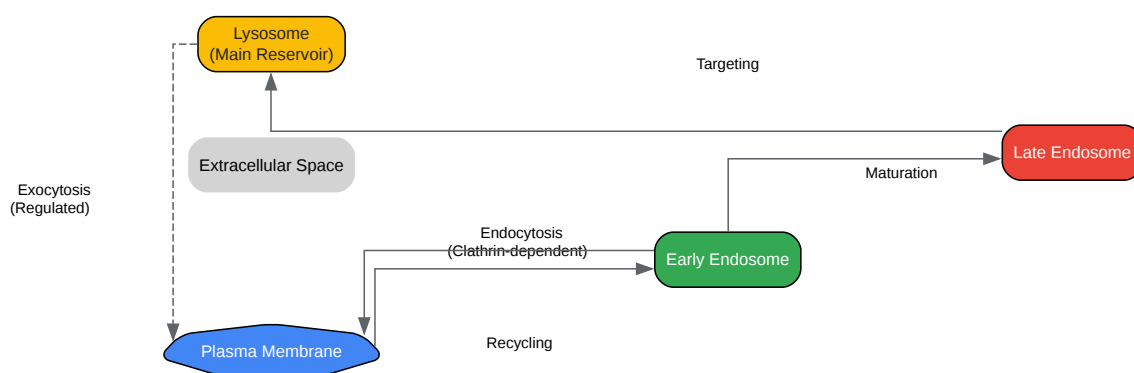 Lysosome
(Main Reservoir)
Targeting
Extracellular Space
Late Endosome
Maturation
Exocytosis
(Regulated)
Endocytosis
(Clathrin-dependent)
Early Endosome
Recycling
Plasma Membrane